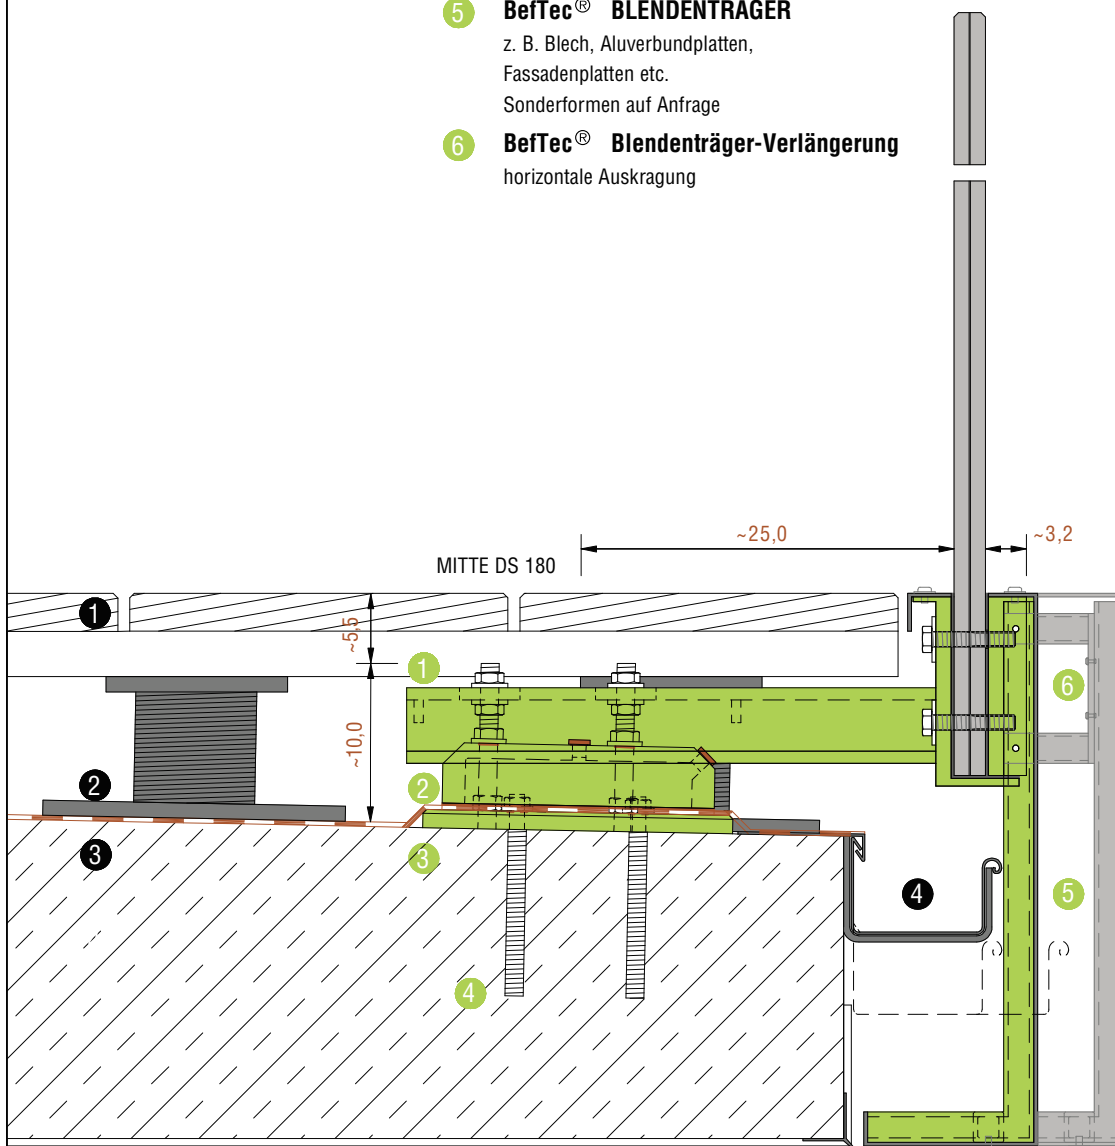 5 BefTec® BLENDENTRÄGER
z. B. Blech, Aluverbundplatten,
Fassadenplatten etc.
Sonderformen auf Anfrage
6 BefTec® Blendenträger-Verlängerung
horizontale Auskragung
~25,0
~3,2
MITTE DS 180
1
~5,5
1
6
~10,0
2
2
3
3
4
5
4